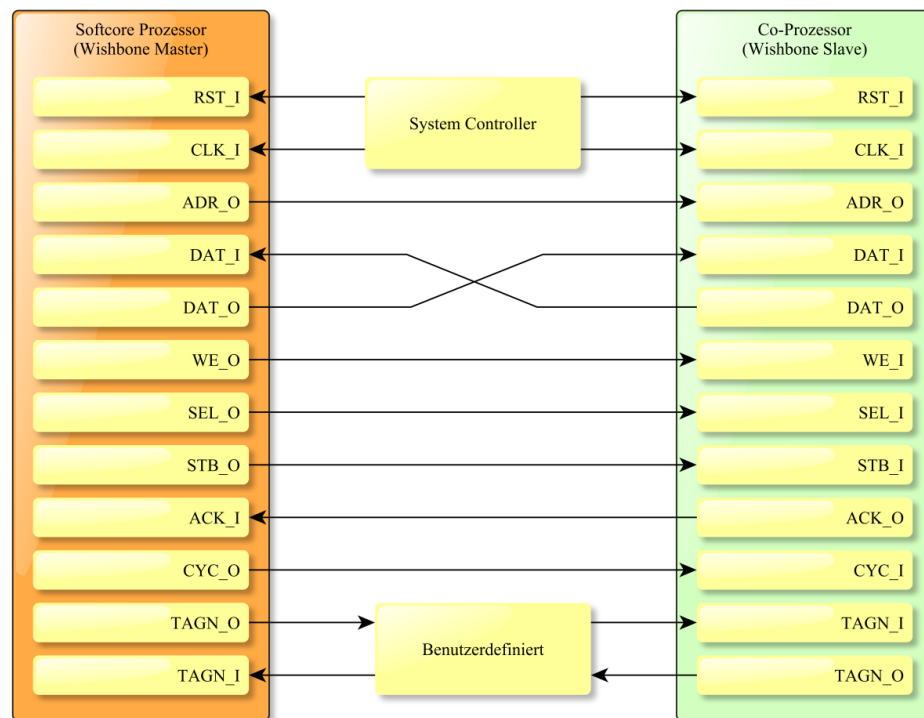 Softcore Prozessor
(Wishbone Master)
RST_I
CLK_I
ADR_O
DAT_I
DAT_O
WE_O
SEL_O
STB_O
ACK_I
CYC_O
TAGN_O
TAGN_I
System Controller
Benutzerdefiniert
Co-Prozessor
(Wishbone Slave)
RST_I
CLK_I
ADR_O
DAT_I
DAT_O
WE_I
SEL_I
STB_I
ACK_O
CYC_I
TAGN_I
TAGN_O